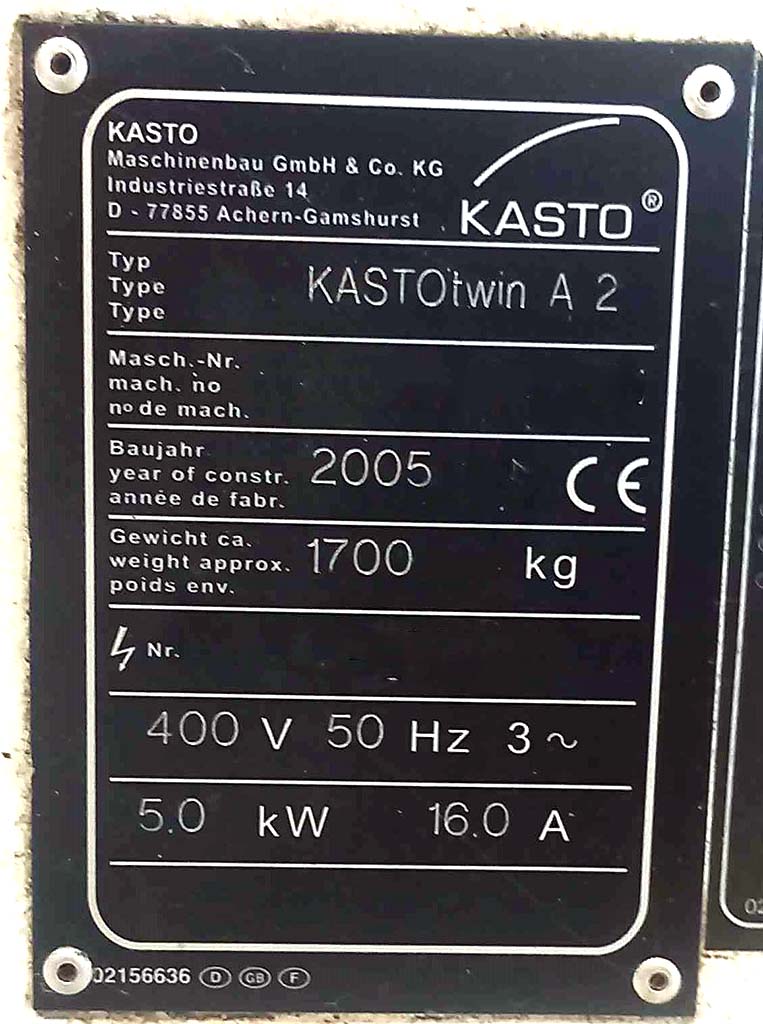 KASTO
Maschinenbau GmbH & Co. KG
Industriestraße 14
D - 77855 Achern-Gamshurst
KASTO®
Typ
Type
Type
KASTOtwin A 2
Masch.-Nr.
mach. no
no de mach.
Baujahr
year of constr.
année de fabr.
2005
CE
Gewicht ca.
weight approx.
poids env.
1700 kg
Nr.
400 V 50 Hz 3 ~
5.0 kW 16.0 A
02156636 D GB F
02